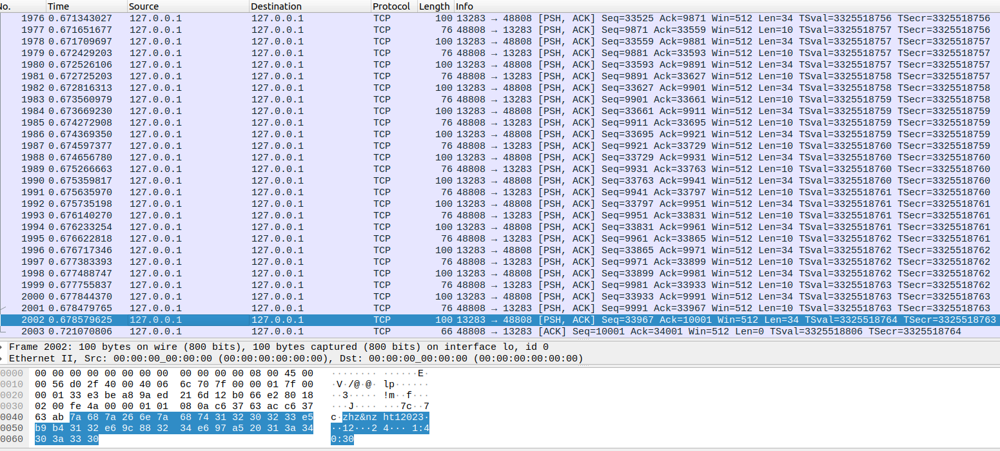 No. Time Source Destination Protocol Length Info
1976 0.671343027 127.0.0.1 127.0.0.1 TCP 100 13283 → 48808 [PSH, ACK] Seq=33525 Ack=9871 Win=512 Len=34 TSval=3325518756 TSecr=3325518756
1977 0.671651677 127.0.0.1 127.0.0.1 TCP 76 48808 → 13283 [PSH, ACK] Seq=9871 Ack=33559 Win=512 Len=10 TSval=3325518757 TSecr=3325518756
1978 0.671709697 127.0.0.1 127.0.0.1 TCP 100 13283 → 48808 [PSH, ACK] Seq=33559 Ack=9881 Win=512 Len=34 TSval=3325518757 TSecr=3325518757
1979 0.672429203 127.0.0.1 127.0.0.1 TCP 76 48808 → 13283 [PSH, ACK] Seq=9881 Ack=33593 Win=512 Len=10 TSval=3325518757 TSecr=3325518757
1980 0.672526106 127.0.0.1 127.0.0.1 TCP 100 13283 → 48808 [PSH, ACK] Seq=33593 Ack=9891 Win=512 Len=34 TSval=3325518757 TSecr=3325518757
1981 0.672725203 127.0.0.1 127.0.0.1 TCP 76 48808 → 13283 [PSH, ACK] Seq=9891 Ack=33627 Win=512 Len=10 TSval=3325518758 TSecr=3325518757
1982 0.672816313 127.0.0.1 127.0.0.1 TCP 100 13283 → 48808 [PSH, ACK] Seq=33627 Ack=9901 Win=512 Len=34 TSval=3325518758 TSecr=3325518758
1983 0.673560979 127.0.0.1 127.0.0.1 TCP 76 48808 → 13283 [PSH, ACK] Seq=9901 Ack=33661 Win=512 Len=10 TSval=3325518759 TSecr=3325518758
1984 0.673669230 127.0.0.1 127.0.0.1 TCP 100 13283 → 48808 [PSH, ACK] Seq=33661 Ack=9911 Win=512 Len=34 TSval=3325518759 TSecr=3325518759
1985 0.674272908 127.0.0.1 127.0.0.1 TCP 76 48808 → 13283 [PSH, ACK] Seq=9911 Ack=33695 Win=512 Len=10 TSval=3325518759 TSecr=3325518759
1986 0.674369350 127.0.0.1 127.0.0.1 TCP 100 13283 → 48808 [PSH, ACK] Seq=33695 Ack=9921 Win=512 Len=34 TSval=3325518759 TSecr=3325518759
1987 0.674597377 127.0.0.1 127.0.0.1 TCP 76 48808 → 13283 [PSH, ACK] Seq=9921 Ack=33729 Win=512 Len=10 TSval=3325518760 TSecr=3325518759
1988 0.674656780 127.0.0.1 127.0.0.1 TCP 100 13283 → 48808 [PSH, ACK] Seq=33729 Ack=9931 Win=512 Len=34 TSval=3325518760 TSecr=3325518760
1989 0.675266663 127.0.0.1 127.0.0.1 TCP 76 48808 → 13283 [PSH, ACK] Seq=9931 Ack=33763 Win=512 Len=10 TSval=3325518760 TSecr=3325518760
1990 0.675359817 127.0.0.1 127.0.0.1 TCP 100 13283 → 48808 [PSH, ACK] Seq=33763 Ack=9941 Win=512 Len=34 TSval=3325518760 TSecr=3325518760
1991 0.675635970 127.0.0.1 127.0.0.1 TCP 76 48808 → 13283 [PSH, ACK] Seq=9941 Ack=33797 Win=512 Len=10 TSval=3325518761 TSecr=3325518760
1992 0.675735198 127.0.0.1 127.0.0.1 TCP 100 13283 → 48808 [PSH, ACK] Seq=33797 Ack=9951 Win=512 Len=34 TSval=3325518761 TSecr=3325518761
1993 0.676140270 127.0.0.1 127.0.0.1 TCP 76 48808 → 13283 [PSH, ACK] Seq=9951 Ack=33831 Win=512 Len=10 TSval=3325518761 TSecr=3325518761
1994 0.676233254 127.0.0.1 127.0.0.1 TCP 100 13283 → 48808 [PSH, ACK] Seq=33831 Ack=9961 Win=512 Len=34 TSval=3325518761 TSecr=3325518761
1995 0.676622818 127.0.0.1 127.0.0.1 TCP 76 48808 → 13283 [PSH, ACK] Seq=9961 Ack=33865 Win=512 Len=10 TSval=3325518762 TSecr=3325518761
1996 0.676717346 127.0.0.1 127.0.0.1 TCP 100 13283 → 48808 [PSH, ACK] Seq=33865 Ack=9971 Win=512 Len=34 TSval=3325518762 TSecr=3325518762
1997 0.677383393 127.0.0.1 127.0.0.1 TCP 76 48808 → 13283 [PSH, ACK] Seq=9971 Ack=33899 Win=512 Len=10 TSval=3325518762 TSecr=3325518762
1998 0.677488747 127.0.0.1 127.0.0.1 TCP 100 13283 → 48808 [PSH, ACK] Seq=33899 Ack=9981 Win=512 Len=34 TSval=3325518762 TSecr=3325518762
1999 0.677755837 127.0.0.1 127.0.0.1 TCP 76 48808 → 13283 [PSH, ACK] Seq=9981 Ack=33933 Win=512 Len=10 TSval=3325518763 TSecr=3325518762
2000 0.677844370 127.0.0.1 127.0.0.1 TCP 100 13283 → 48808 [PSH, ACK] Seq=33933 Ack=9991 Win=512 Len=34 TSval=3325518763 TSecr=3325518763
2001 0.678479765 127.0.0.1 127.0.0.1 TCP 76 48808 → 13283 [PSH, ACK] Seq=9991 Ack=33967 Win=512 Len=10 TSval=3325518763 TSecr=3325518763
2002 0.678579625 127.0.0.1 127.0.0.1 TCP 100 13283 → 48808 [PSH, ACK] Seq=33967 Ack=10001 Win=512 Len=34 TSval=3325518764 TSecr=3325518763
2003 0.721070806 127.0.0.1 127.0.0.1 TCP 66 48808 → 13283 [ACK] Seq=10001 Ack=34001 Win=512 Len=0 TSval=3325518806 TSecr=3325518764
Frame 2002: 100 bytes on wire (800 bits), 100 bytes captured (800 bits) on interface lo, id 0
Ethernet II, Src: 00:00:00_00:00:00 (00:00:00:00:00:00), Dst: 00:00:00_00:00:00 (00:00:00:00:00:00)
0000 00 00 00 00 00 00 00 00 00 00 00 00 08 00 45 00 ········ ······E·
0010 00 56 d0 2f 40 00 40 06 6c 70 7f 00 00 01 7f 00 ·V·/@·@· lp······
0020 00 01 33 e3 be a8 9a ed 21 6d 12 b0 66 e2 80 18 ··3····· !m··f···
0030 02 00 fe 4a 00 00 01 01 08 0a c6 37 63 ac c6 37 ···J···· ···7c··7
0040 63 ab 7a 68 7a 26 6e 7a 68 74 31 32 30 32 33 e5 c·zhz&nz ht12023·
0050 b9 b4 31 32 e6 9c 88 32 34 e6 97 a5 20 31 3a 34 ··12···2 4··· 1:4
0060 30 3a 33 30 0:30